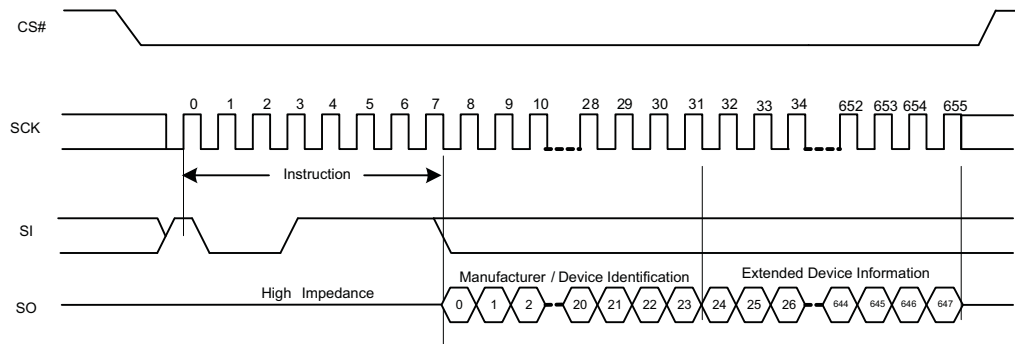 CS#
0 1 2 3 4 5 6 7 8 9 10 28 29 30 31 32 33 34 652 653 654 655
SCK
Instruction
SI
Manufacturer / Device Identification Extended Device Information
High Impedance
SO 0 1 2 20 21 22 23 24 25 26 644 645 646 647